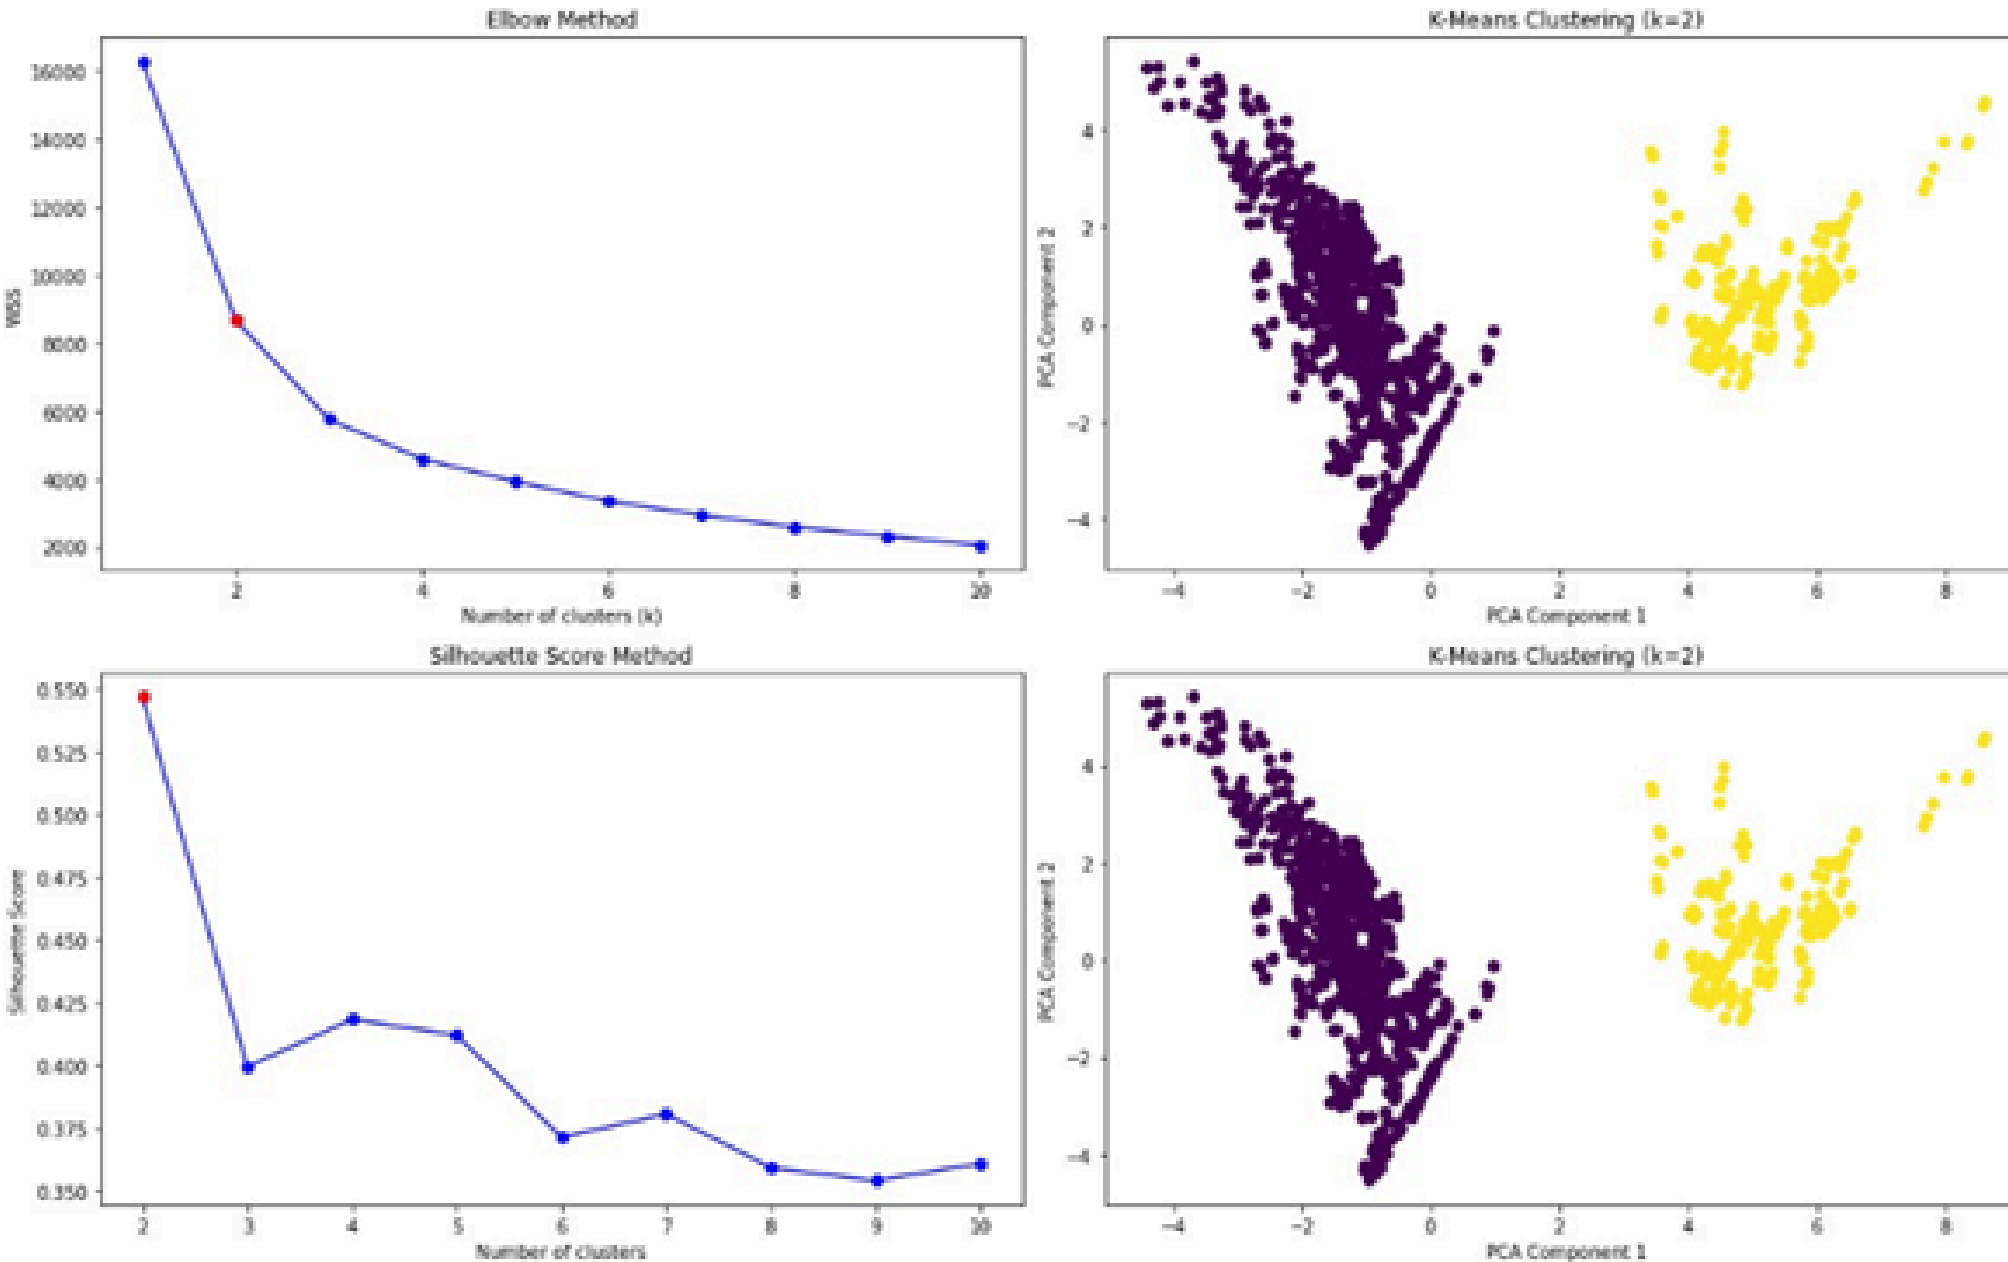 Elbow Method
16000
14000
12000
10000
8000
6000
4000
2000
WSS
2 4 6 8 10
Number of clusters (k)
K-Means Clustering (k=2)
4
2
0
−2
−4
PCA Component 2
−4 −2 0 2 4 6 8
PCA Component 1
Silhouette Score Method
0.550
0.525
0.500
0.475
0.450
0.425
0.400
0.375
0.350
Silhouette Score
2 3 4 5 6 7 8 9 10
Number of clusters
K-Means Clustering (k=2)
4
2
0
−2
−4
PCA Component 2
−4 −2 0 2 4 6 8
PCA Component 1